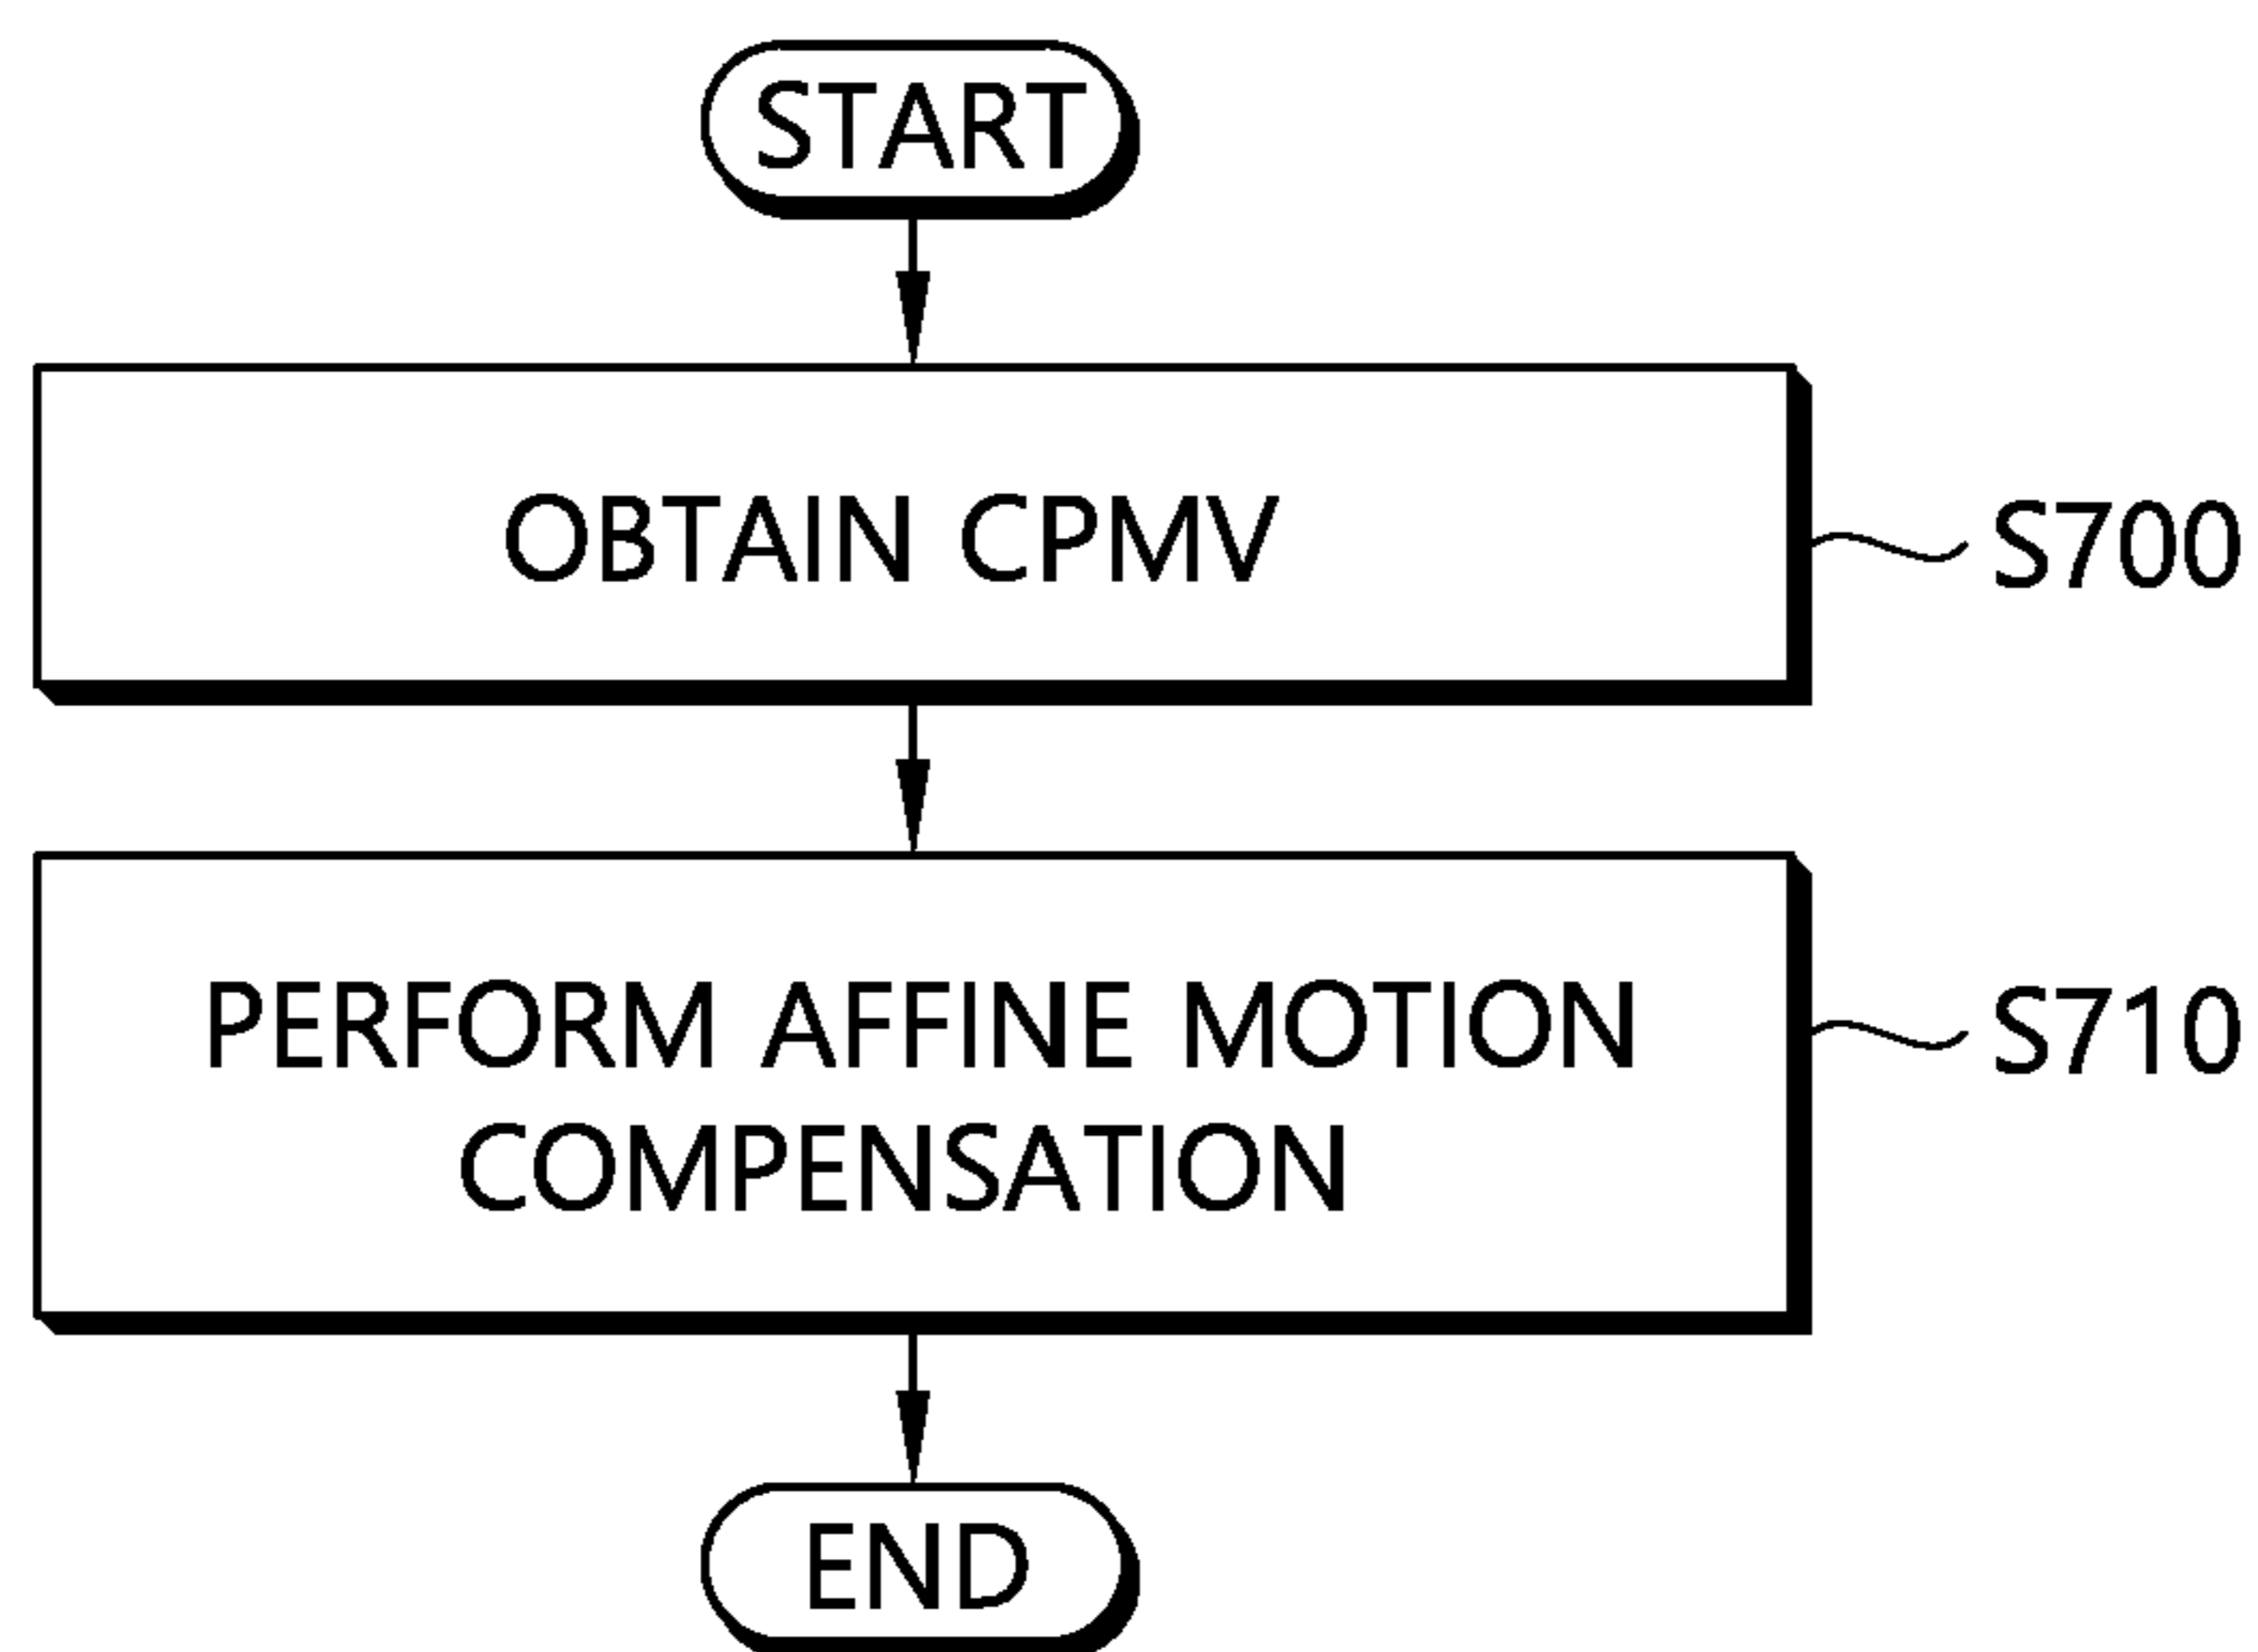 START
OBTAIN CPMV
S700
PERFORM AFFINE MOTION
COMPENSATION
S710
END